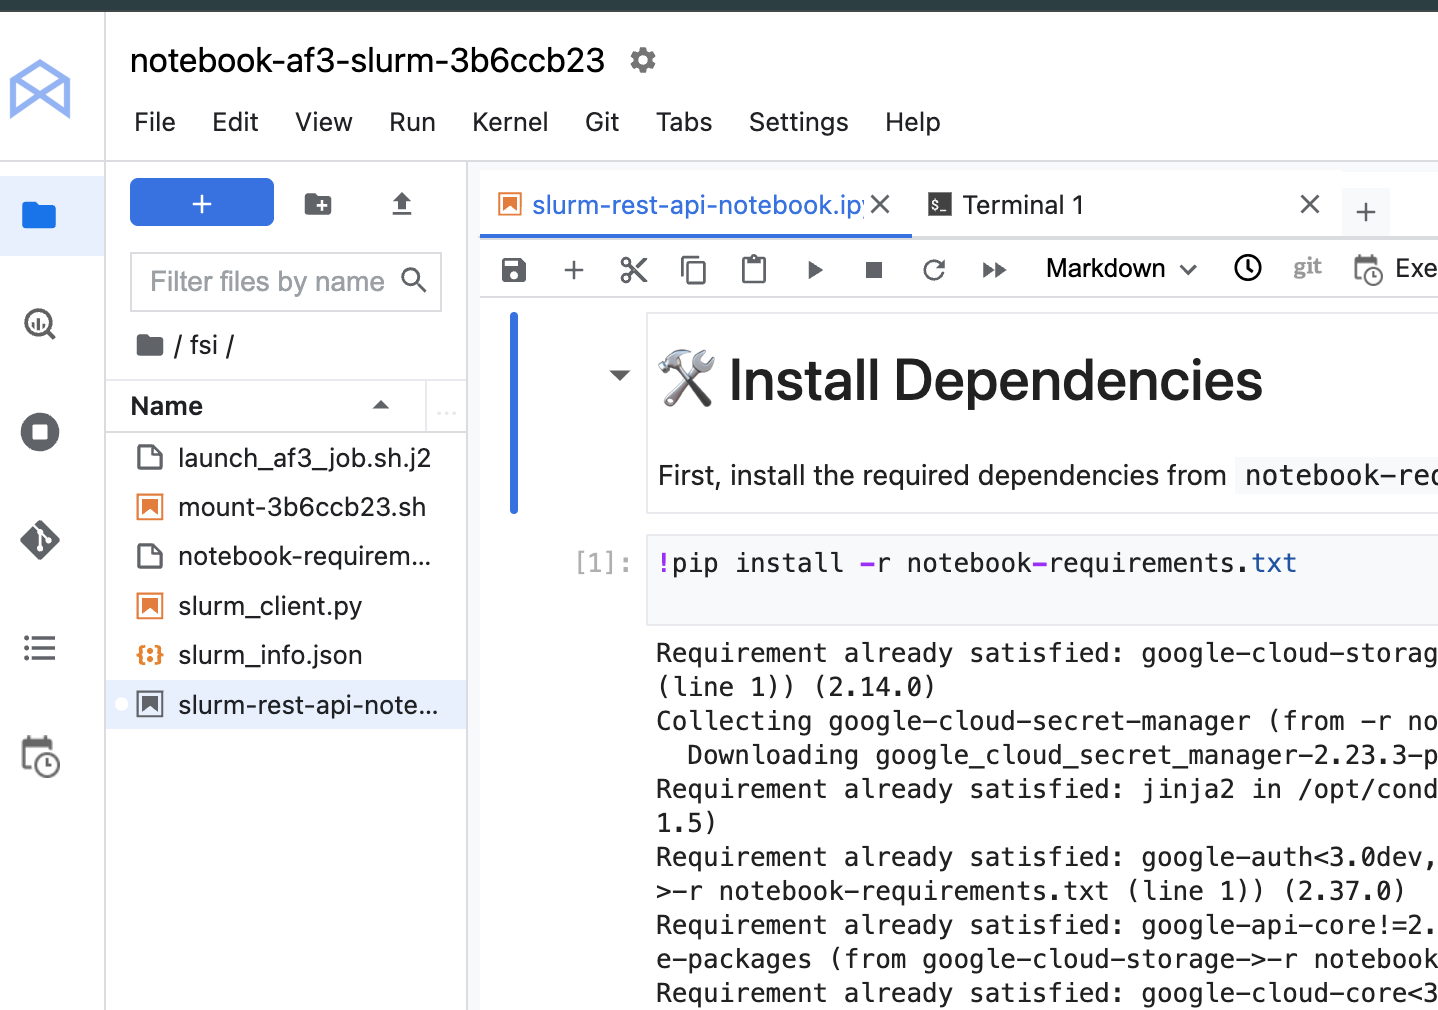 notebook-af3-slurm-3b6ccb23
File Edit View Run Kernel Git Tabs Settings Help
+
Filter files by name
/ fsi /
Name
...
launch_af3_job.sh.j2
mount-3b6ccb23.sh
notebook-requirem...
slurm_client.py
slurm_info.json
slurm-rest-api-note...
slurm-rest-api-notebook.ip
Terminal 1
+
Markdown
git
Exe
🛠 Install Dependencies
First, install the required dependencies from notebook-req
[1]: !pip install -r notebook-requirements.txt
Requirement already satisfied: google-cloud-storag
(line 1)) (2.14.0)
Collecting google-cloud-secret-manager (from -r no
Downloading google_cloud_secret_manager-2.23.3-p
Requirement already satisfied: jinja2 in /opt/cond
1.5)
Requirement already satisfied: google-auth<3.0dev,
>-r notebook-requirements.txt (line 1)) (2.37.0)
Requirement already satisfied: google-api-core!=2.
e-packages (from google-cloud-storage->-r notebook
Requirement already satisfied: google-cloud-core<3